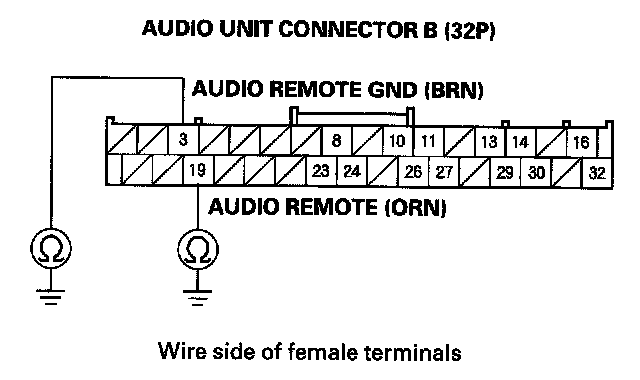 AUDIO UNIT CONNECTOR B (32P)
AUDIO REMOTE GND (BRN)
3 8 10 11 13 14 16
19 23 24 26 27 29 30 32
AUDIO REMOTE (ORN)
Ω Ω
Wire side of female terminals